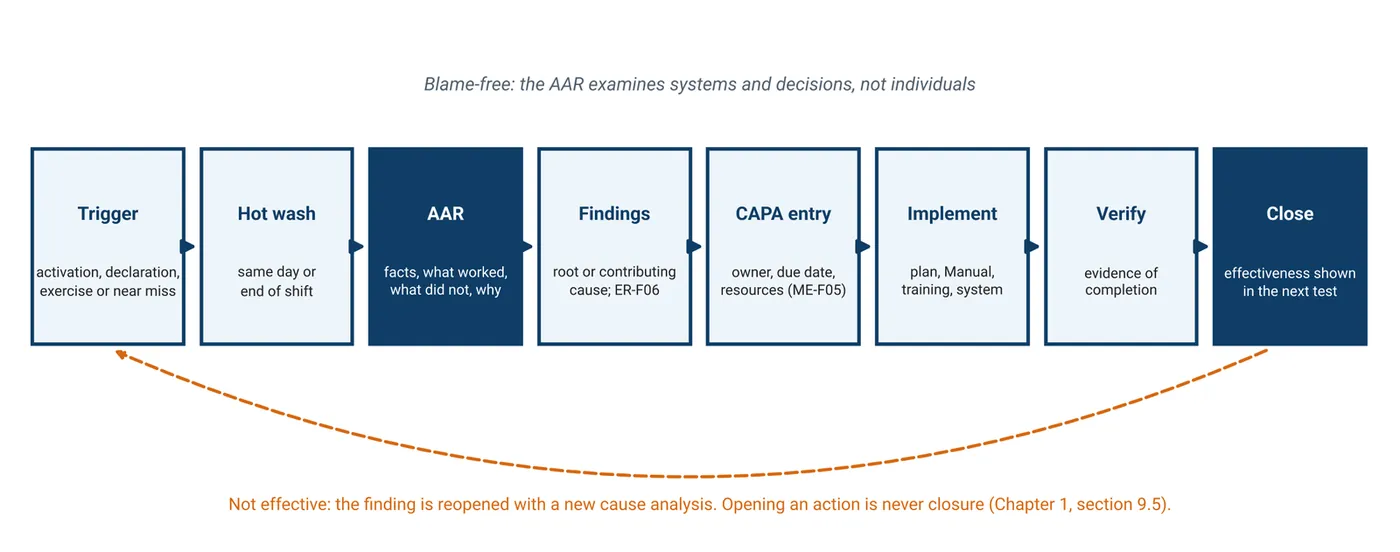 Blame-free: the AAR examines systems and decisions, not individuals
Trigger
activation, declaration,
exercise or near miss
Hot wash
same day or
end of shift
AAR
facts, what worked,
what did not, why
Findings
root or contributing
cause; ER-F06
CAPA entry
owner, due date,
resources (ME-F05)
Implement
plan, Manual,
training, system
Verify
evidence of
completion
Close
effectiveness shown
in the next test
Not effective: the finding is reopened with a new cause analysis. Opening an action is never closure (Chapter 1, section 9.5).